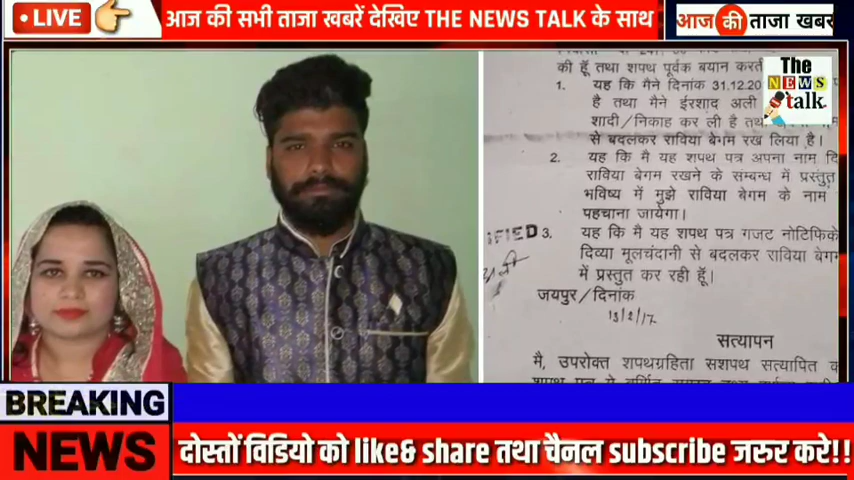 LIVE
आज की सभी ताजा खबरें देखिए THE NEWS TALK के साथ
आज की ताजा खबर
The
NEWS
talk
की हूँ तथा शपथ पूर्वक बयान करती
1. यह कि मैने दिनांक 31.12.20
है तथा मैने ईरशाद अली
शादी/निकाह कर ली है तथा
से बदलकर राविया बेगम रख लिया है।
2. यह कि मै यह शपथ पत्र अपना नाम दि
राविया बेगम रखने के संम्बन्ध में प्रस्तुत
भविष्य में मुझे राविया बेगम के नाम
पहचाना जायेगा।
IFIED
3. यह कि मै यह शपथ पत्र गजट नोटिफिके
दिव्या मूलचंदानी से बदलकर राविया बेगम
में प्रस्तुत कर रही हूँ।
जयपुर/दिनांक
13/2/17
सत्यापन
मै, उपरोक्त शपथग्रहिता सशपथ सत्यापित क
BREAKING
NEWS
दोस्तों विडियो को like& share तथा चैनल subscribe जरुर करे!!